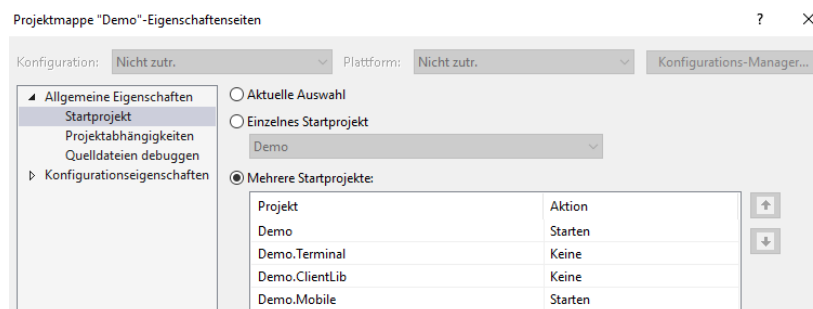 Projektmappe "Demo"-Eigenschaftenseiten ? ×
Konfiguration: Nicht zutr. Plattform: Nicht zutr. Konfigurations-Manager...
Allgemeine Eigenschaften
Startprojekt
Projektabhängigkeiten
Quelldateien debuggen
Konfigurationseigenschaften
Aktuelle Auswahl
Einzelnes Startprojekt
Demo
Mehrere Startprojekte:
Projekt Aktion
Demo Starten
Demo.Terminal Keine
Demo.ClientLib Keine
Demo.Mobile Starten